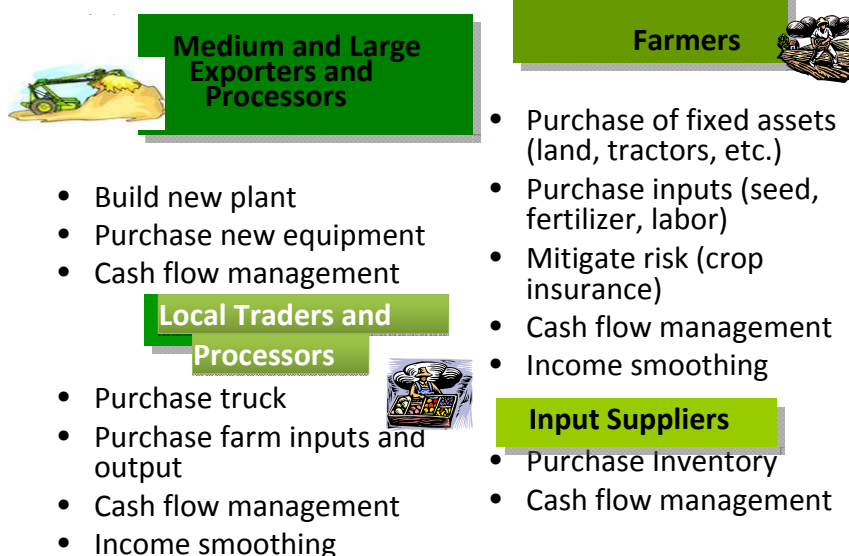 Medium and Large
Exporters and
Processors
• Build new plant
• Purchase new equipment
• Cash flow management
Local Traders and
Processors
• Purchase truck
• Purchase farm inputs and
output
• Cash flow management
• Income smoothing
Farmers
• Purchase of fixed assets
(land, tractors, etc.)
• Purchase inputs (seed,
fertilizer, labor)
• Mitigate risk (crop
insurance)
• Cash flow management
• Income smoothing
Input Suppliers
• Purchase Inventory
• Cash flow management